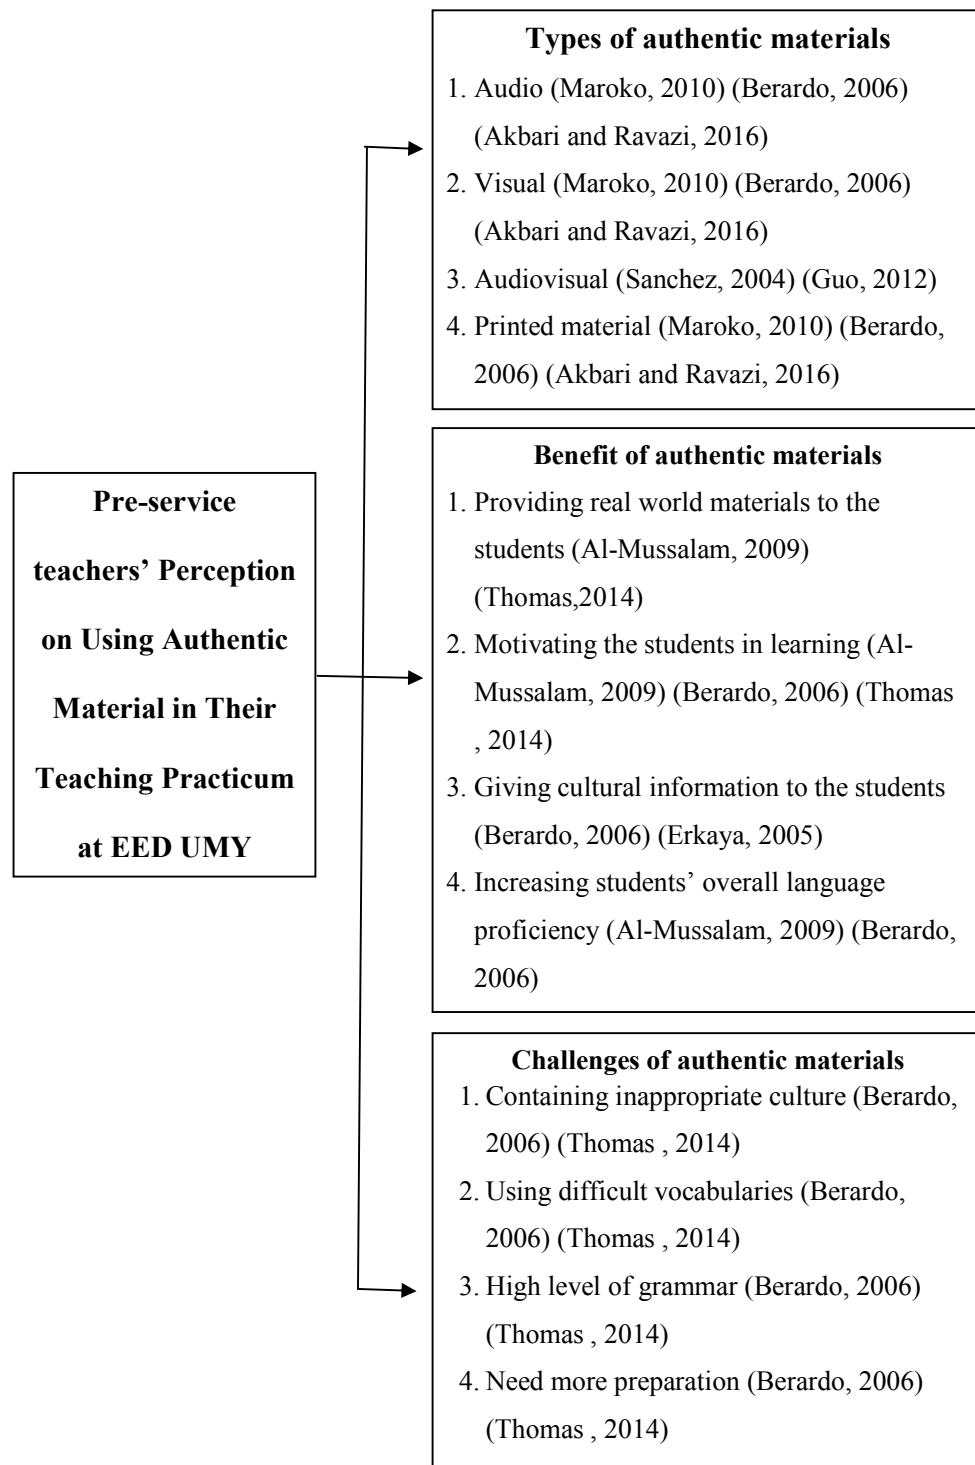 Types of authentic materials
1. Audio (Maroko, 2010) (Berardo, 2006)
(Akbari and Ravazi, 2016)
2. Visual (Maroko, 2010) (Berardo, 2006)
(Akbari and Ravazi, 2016)
3. Audiovisual (Sanchez, 2004) (Guo, 2012)
4. Printed material (Maroko, 2010) (Berardo,
2006) (Akbari and Ravazi, 2016)
Pre-service
teachers’ Perception
on Using Authentic
Material in Their
Teaching Practicum
at EED UMY
Benefit of authentic materials
1. Providing real world materials to the
students (Al-Mussalam, 2009)
(Thomas,2014)
2. Motivating the students in learning (Al-
Mussalam, 2009) (Berardo, 2006) (Thomas
, 2014)
3. Giving cultural information to the students
(Berardo, 2006) (Erkaya, 2005)
4. Increasing students’ overall language
proficiency (Al-Mussalam, 2009) (Berardo,
2006)
Challenges of authentic materials
1. Containing inappropriate culture (Berardo,
2006) (Thomas , 2014)
2. Using difficult vocabularies (Berardo,
2006) (Thomas , 2014)
3. High level of grammar (Berardo, 2006)
(Thomas , 2014)
4. Need more preparation (Berardo, 2006)
(Thomas , 2014)